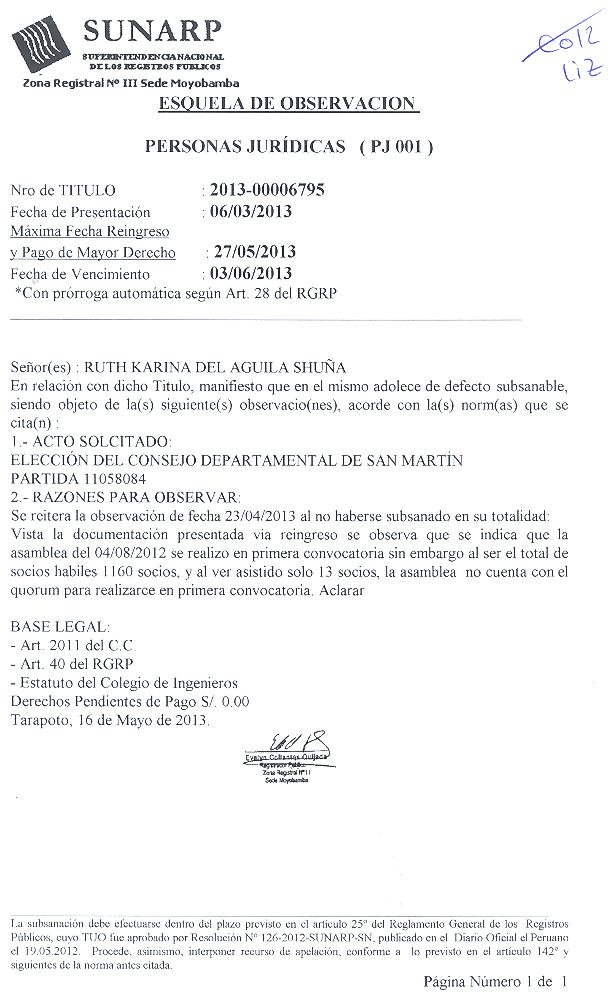 SUNARP
SUPERINTENDENCIA NACIONAL
DE LOS REGISTROS PUBLICOS
Zona Registral Nº III Sede Moyobamba
LiZ
ESQUELA DE OBSERVACION
PERSONAS JURÍDICAS ( PJ 001 )
Nro de TITULO : 2013-00006795
Fecha de Presentación : 06/03/2013
Máxima Fecha Reingreso
y Pago de Mayor Derecho : 27/05/2013
Fecha de Vencimiento : 03/06/2013
*Con prórroga automática según Art. 28 del RGRP
Señor(es) : RUTH KARINA DEL AGUILA SHUÑA
En relación con dicho Titulo, manifiesto que en el mismo adolece de defecto subsanable,
siendo objeto de la(s) siguiente(s) observacio(nes), acorde con la(s) norm(as) que se
cita(n) :
1.- ACTO SOLCITADO:
ELECCIÓN DEL CONSEJO DEPARTAMENTAL DE SAN MARTÍN
PARTIDA 11058084
2.- RAZONES PARA OBSERVAR:
Se reitera la observación de fecha 23/04/2013 al no haberse subsanado en su totalidad:
Vista la documentación presentada via reingreso se observa que se indica que la
asamblea del 04/08/2012 se realizo en primera convocatoria sin embargo al ser el total de
socios habiles 1160 socios, y al ver asistido solo 13 socios, la asamblea no cuenta con el
quorum para realizarce en primera convocatoria. Aclarar
BASE LEGAL:
- Art. 2011 del C.C.
- Art. 40 del RGRP
- Estatuto del Colegio de Ingenieros
Derechos Pendientes de Pago S/. 0.00
Tarapoto, 16 de Mayo de 2013.
Evelyn Collantes Quijada
Registrador Público
Zona Registral Nº III
Sede Moyobamba
La subsanación debe efectuarse dentro del plazo previsto en el artículo 25º del Reglamento General de los Registros
Públicos, cuyo TUO fue aprobado por Resolución Nº 126-2012-SUNARP-SN, publicado en el Diario Oficial el Peruano
el 19.05.2012. Procede, asimismo, interponer recurso de apelación, conforme a lo previsto en el artículo 142º y
siguientes de la norma antes citada.
Página Número 1 de 1